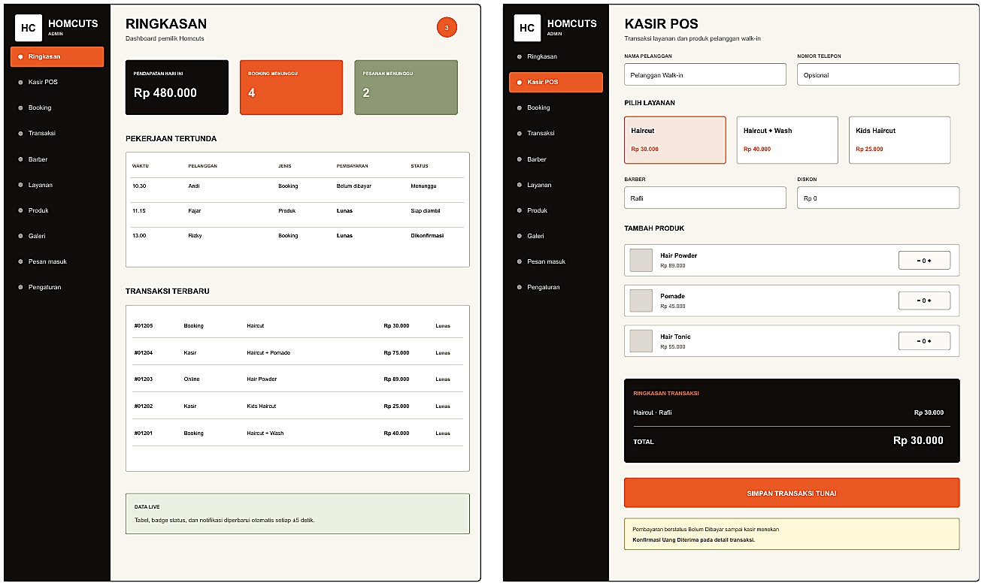 HC
HOMCUTS
ADMIN
Ringkasan
Kasir POS
Booking
Transaksi
Barber
Layanan
Produk
Galeri
Pesan masuk
Pengaturan
RINGKASAN
Dashboard pemilik Homcuts
3
PENDAPATAN HARI INI
Rp 480.000
BOOKING MENUNGGU
4
PESANAN MENUNGGU
2
PEKERJAAN TERTUNDA
WAKTU PELANGGAN JENIS PEMBAYARAN STATUS
10.30 Andi Booking Belum dibayar Menunggu
11.15 Fajar Produk Lunas Siap diambil
13.00 Rizky Booking Lunas Dikonfirmasi
TRANSAKSI TERBARU
#01205 Booking Haircut Rp 30.000 Lunas
#01204 Kasir Haircut + Pomade Rp 75.000 Lunas
#01203 Online Hair Powder Rp 89.000 Lunas
#01202 Kasir Kids Haircut Rp 25.000 Lunas
#01201 Booking Haircut + Wash Rp 40.000 Lunas
DATA LIVE
Tabel, badge status, dan notifikasi diperbarui otomatis setiap ±5 detik.
HC
HOMCUTS
ADMIN
Ringkasan
Kasir POS
Booking
Transaksi
Barber
Layanan
Produk
Galeri
Pesan masuk
Pengaturan
KASIR POS
Transaksi layanan dan produk pelanggan walk-in
NAMA PELANGGAN NOMOR TELEPON
Pelanggan Walk-in Opsional
PILIH LAYANAN
Haircut
Rp 30.000
Haircut + Wash
Rp 40.000
Kids Haircut
Rp 25.000
BARBER DISKON
Rafli Rp 0
TAMBAH PRODUK
Hair Powder
Rp 89.000
− 0 +
Pomade
Rp 45.000
− 0 +
Hair Tonic
Rp 55.000
− 0 +
RINGKASAN TRANSAKSI
Haircut · Rafli Rp 30.000
TOTAL Rp 30.000
SIMPAN TRANSAKSI TUNAI
Pembayaran berstatus Belum Dibayar sampai kasir menekan
Konfirmasi Uang Diterima pada detail transaksi.